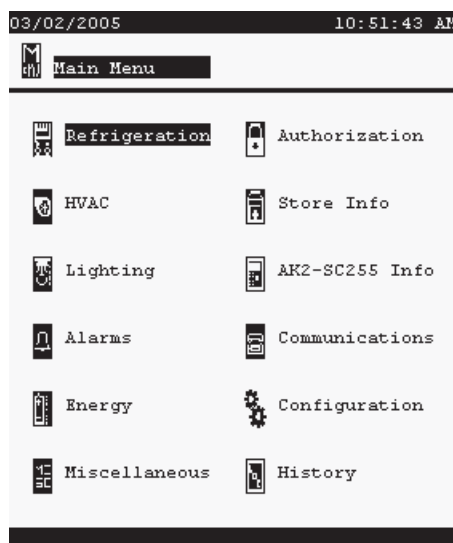 03/02/2005 10:51:43 AM
Main Menu
Refrigeration Authorization
HVAC Store Info
Lighting AK2-SC255 Info
Alarms Communications
Energy Configuration
Miscellaneous History